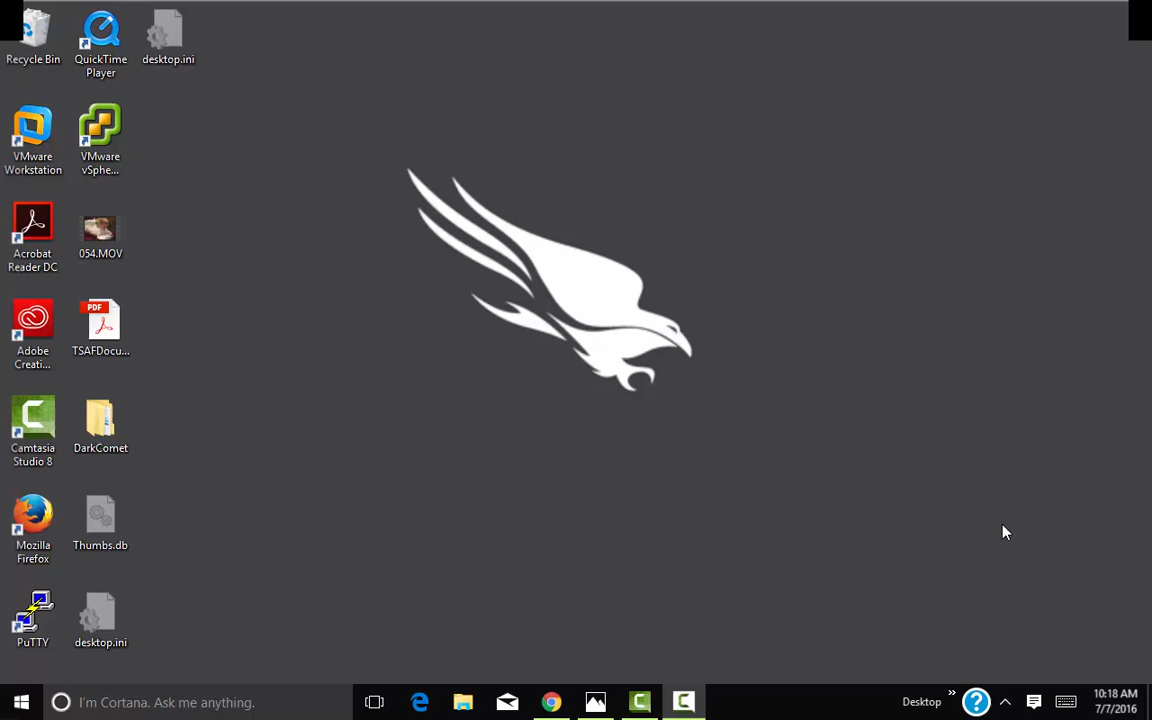 Recycle Bin
QuickTime
Player
desktop.ini
VMware
Workstation
VMware
vSphe...
Acrobat
Reader DC
054.MOV
Adobe
Creati...
PDF
TSAFDocu...
Camtasia
Studio 8
DarkComet
Mozilla
Firefox
Thumbs.db
PuTTY
desktop.ini
I'm Cortana. Ask me anything.
Desktop
»
?
10:18 AM
7/7/2016